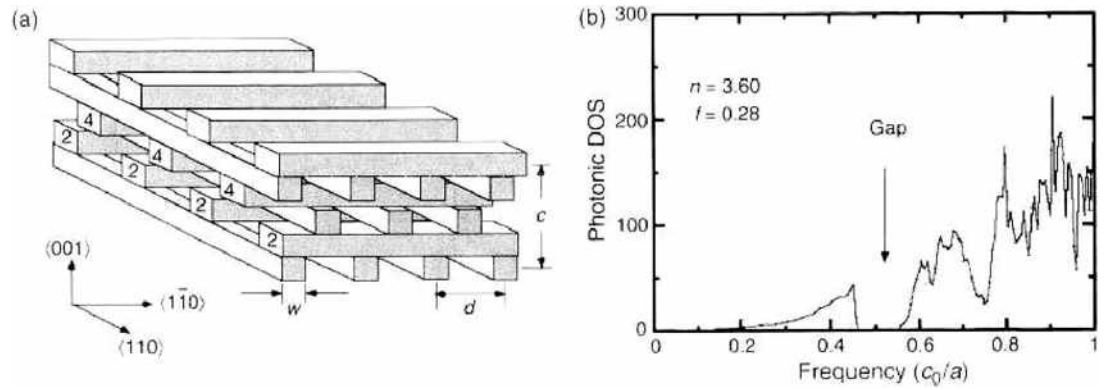 (a)
4
2
4
2
4
2
4
2
c
w
d
⟨001⟩
⟨11̄0⟩
⟨110⟩
(b)
300
200
100
0
Photonic DOS
n = 3.60
f = 0.28
Gap
0
0.2
0.4
0.6
0.8
1
Frequency (c₀/a)